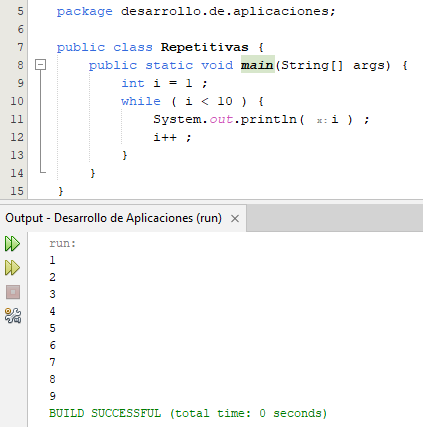 5 package desarrollo.de.aplicaciones;
6
7 public class Repetitivas {
8 public static void main(String[] args) {
9 int i = 1 ;
10 while ( i < 10 ) {
11 System.out.println( x: i ) ;
12 i++ ;
13 }
14 }
15 }
Output - Desarrollo de Aplicaciones (run) ×
run:
1
2
3
4
5
6
7
8
9
BUILD SUCCESSFUL (total time: 0 seconds)